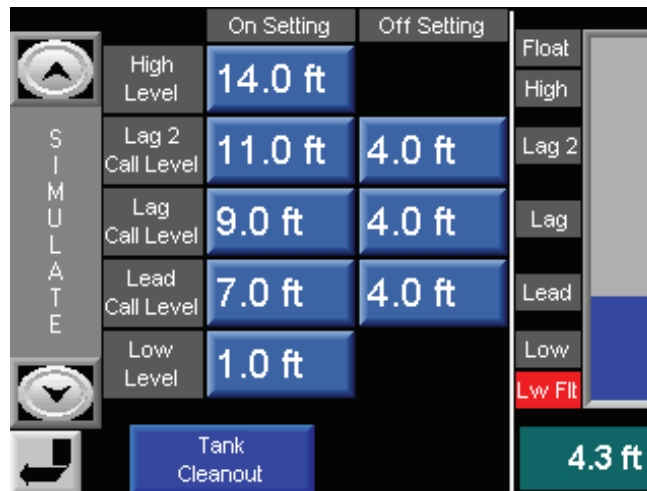 On Setting Off Setting
High Level 14.0 ft
Lag 2 Call Level 11.0 ft 4.0 ft
Lag Call Level 9.0 ft 4.0 ft
Lead Call Level 7.0 ft 4.0 ft
Low Level 1.0 ft
SIMULATE
Tank
Cleanout
Float
High
Lag 2
Lag
Lead
Low
Lw Flt
4.3 ft